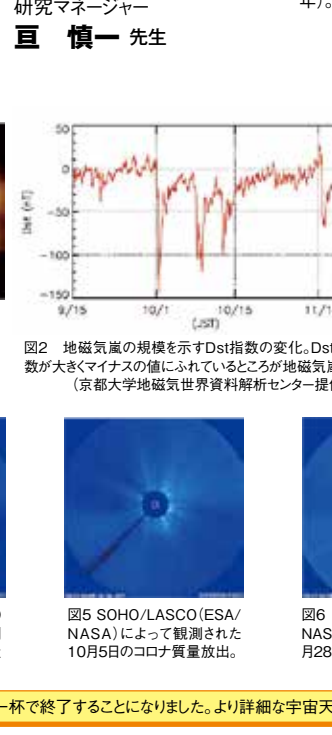 研究マネージャー
年)。
亘 慎一 先生
50
0
-50
-100
-150
Dst (nT)
9/15 10/1 10/15 11/1
(JST)
図2 地磁気嵐の規模を示すDst指数の変化。Dst
数が大きくマイナスの値にふれているところが地磁気嵐
(京都大学地磁気世界資料解析センター提供
図5 SOHO/LASCO(ESA/
NASA)によって観測された
10月5日のコロナ質量放出。
図6
NAS
月28
一杯で終了することになりました。より詳細な宇宙天